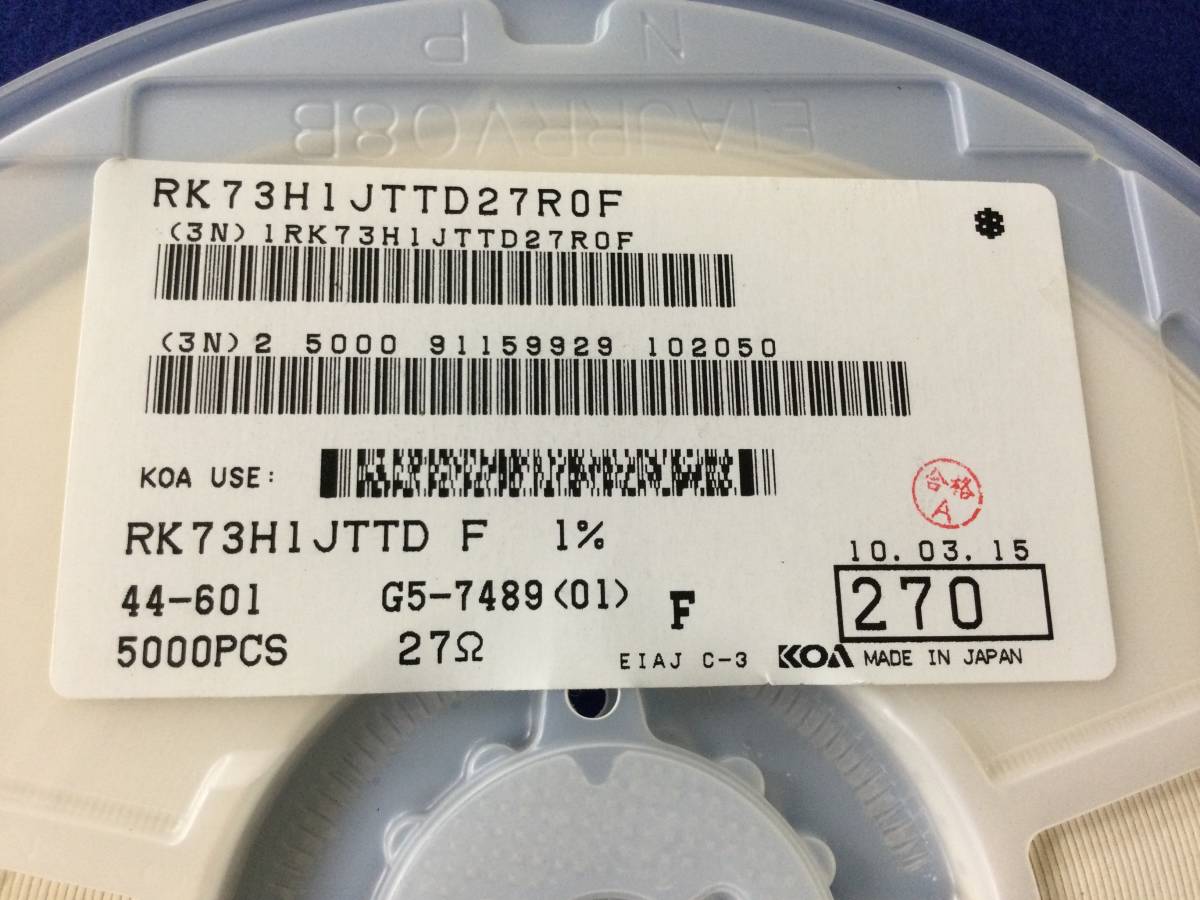 N P
EIAJRRV08B
RK73H1JTTD27R0F
(3N)1RK73H1JTTD27R0F
(3N)2 5000 91159929 102050
KOA USE:
合格
A
RK73H1JTTD F 1%
10.03.15
44-601 G5-7489(01) F 270
5000PCS 27Ω
EIAJ C-3 KOA MADE IN JAPAN